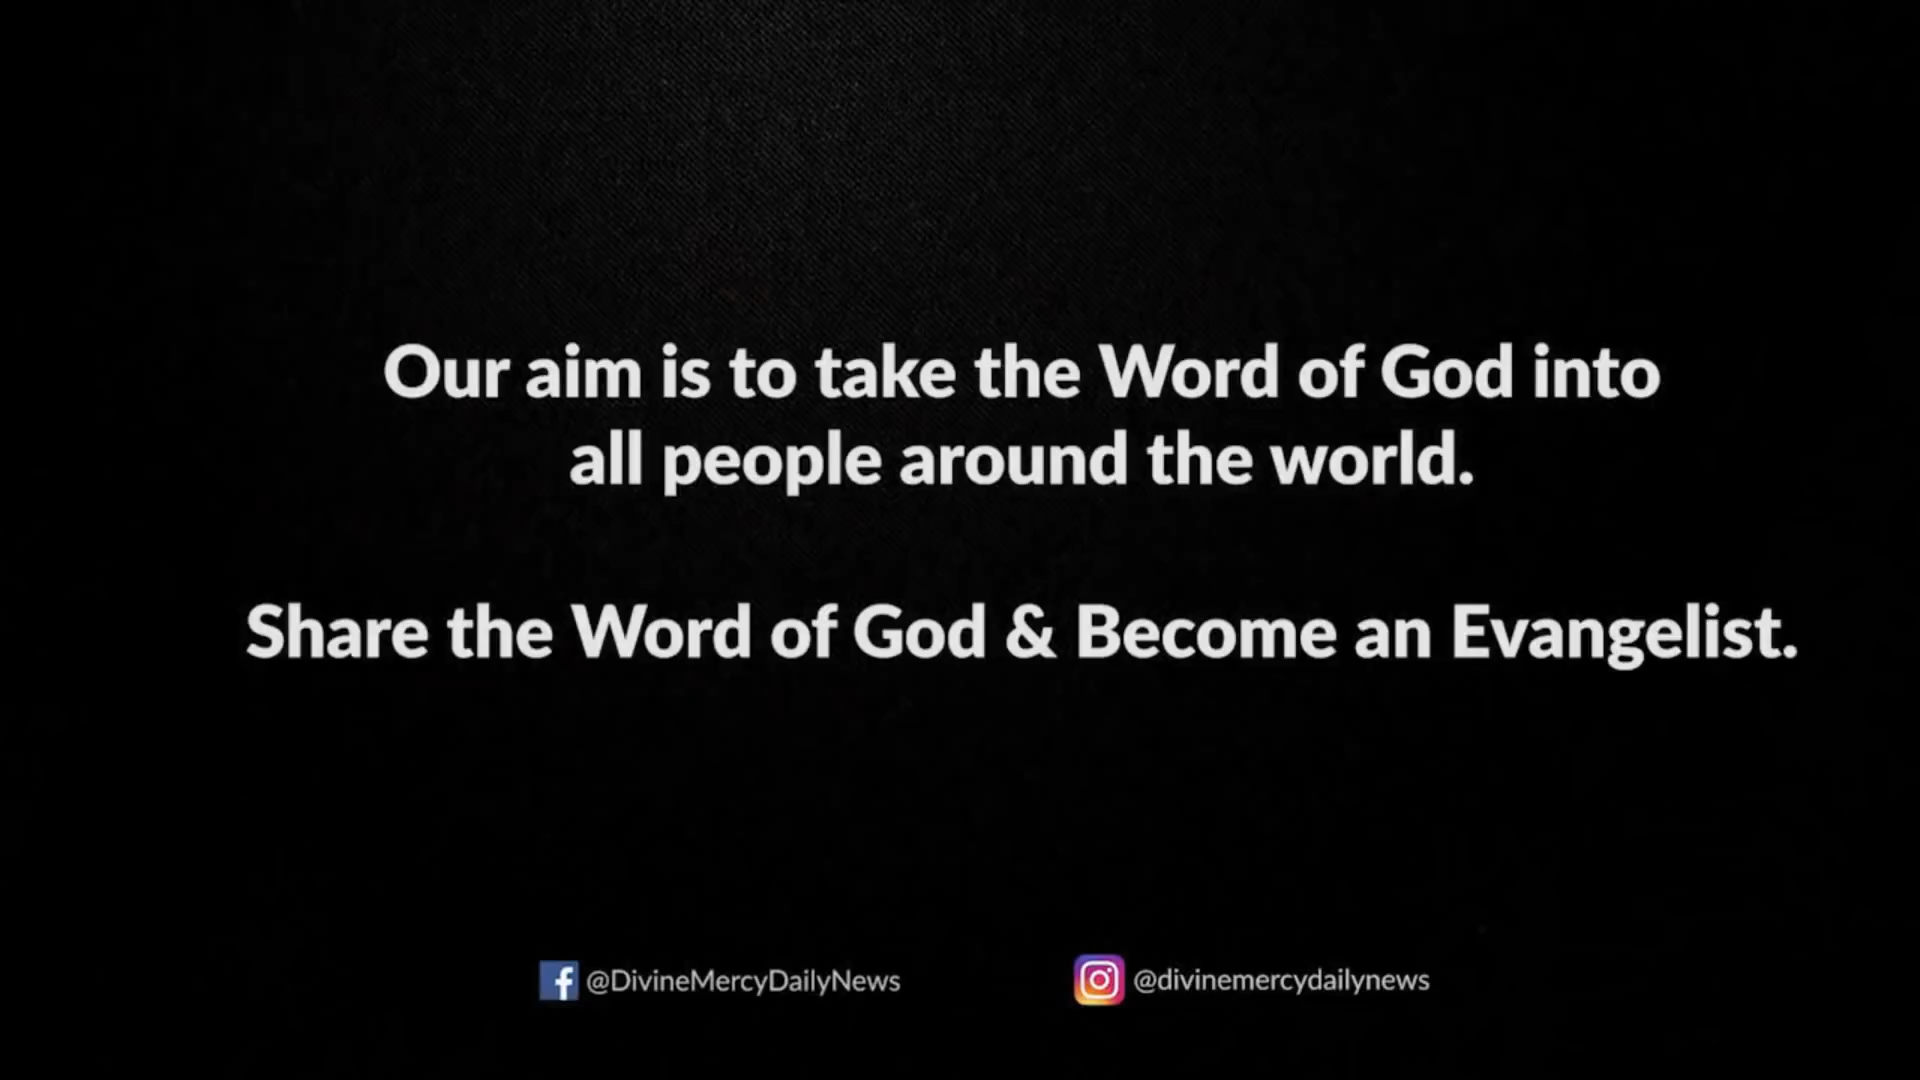 Our aim is to take the Word of God into
all people around the world.
Share the Word of God & Become an Evangelist.
@DivineMercyDailyNews
@divinemercydailynews